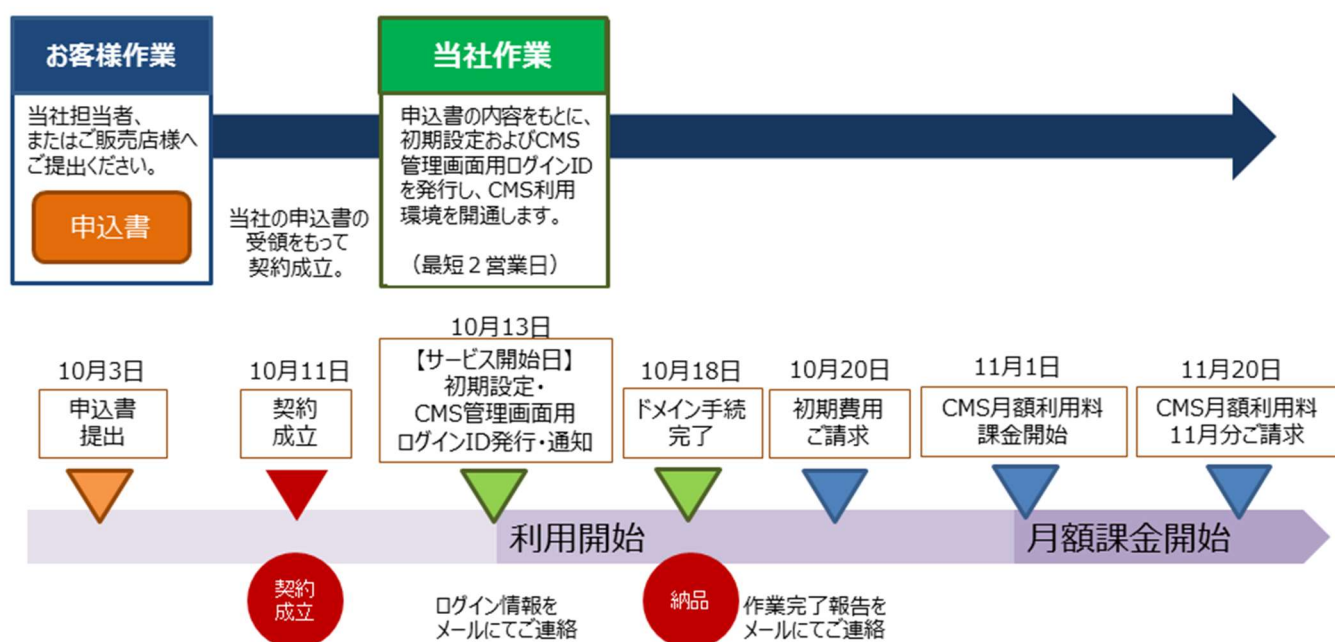 お客様作業
当社担当者、
またはご販売店様へ
ご提出ください。
申込書
当社の申込書の
受領をもって
契約成立。
当社作業
申込書の内容をもとに、
初期設定およびCMS
管理画面用ログインID
を発行し、CMS利用
環境を開通します。
（最短２営業日）
10月3日
申込書
提出
10月11日
契約
成立
10月13日
【サービス開始日】
初期設定・
CMS管理画面用
ログインID発行・通知
10月18日
ドメイン手続
完了
10月20日
初期費用
ご請求
11月1日
CMS月額利用料
課金開始
11月20日
CMS月額利用料
11月分ご請求
利用開始
月額課金開始
契約
成立
ログイン情報を
メールにてご連絡
納品
作業完了報告を
メールにてご連絡